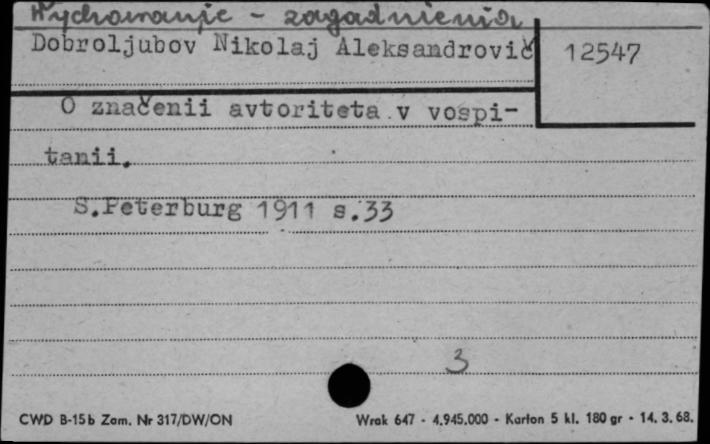 Wychowanie - zagadnienia
Dobroljubov Nikolaj Aleksandrovič
12547
O značenii avtoriteta v vospi-
tanii.
S.Peterburg 1911 s.33
3
CWD B-15b Zam. Nr 317/DW/ON
Wrak 647 - 4.945.000 - Karton 5 kl. 180 gr - 14. 3. 68.